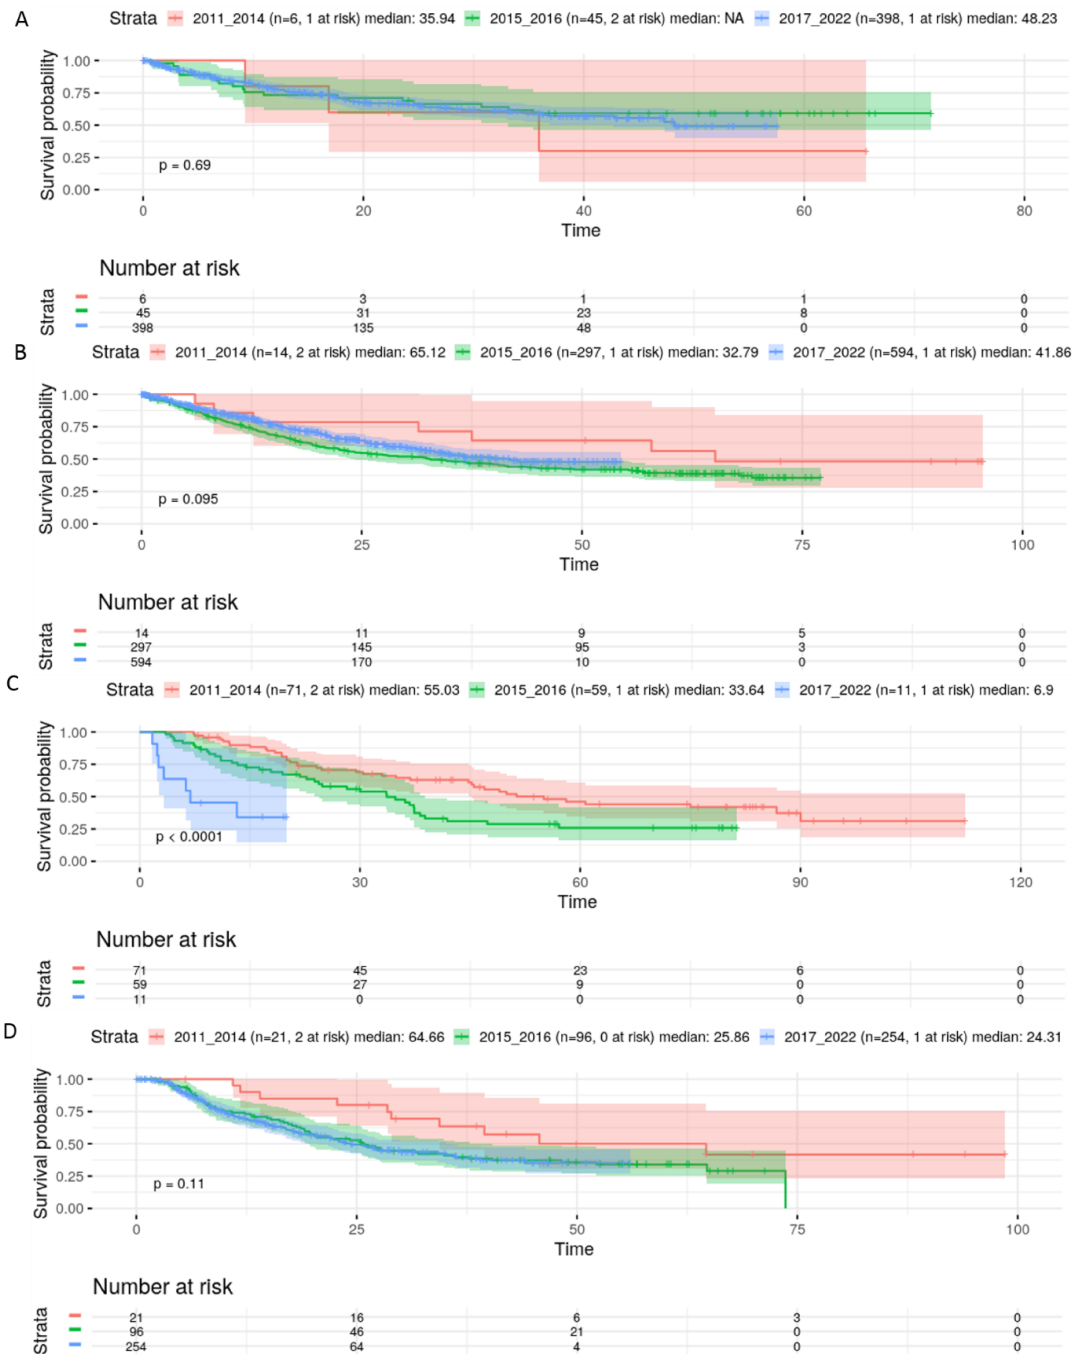 A
Strata 2011_2014 (n=6, 1 at risk) median: 35.94 2015_2016 (n=45, 2 at risk) median: NA 2017_2022 (n=398, 1 at risk) median: 48.23
Survival probability
1.00
0.75
0.50
0.25
0.00
p = 0.69
0 20 40 60 80
Time
Number at risk
Strata
6 3 1 1 0
45 31 23 8 0
398 135 48 0 0
B
Strata 2011_2014 (n=14, 2 at risk) median: 65.12 2015_2016 (n=297, 1 at risk) median: 32.79 2017_2022 (n=594, 1 at risk) median: 41.86
Survival probability
1.00
0.75
0.50
0.25
0.00
p = 0.095
0 25 50 75 100
Time
Number at risk
Strata
14 11 9 5 0
297 145 95 3 0
594 170 10 0 0
C
Strata 2011_2014 (n=71, 2 at risk) median: 55.03 2015_2016 (n=59, 1 at risk) median: 33.64 2017_2022 (n=11, 1 at risk) median: 6.9
Survival probability
1.00
0.75
0.50
0.25
0.00
p < 0.0001
0 30 60 90 120
Time
Number at risk
Strata
71 45 23 6 0
59 27 9 0 0
11 0 0 0 0
D
Strata 2011_2014 (n=21, 2 at risk) median: 64.66 2015_2016 (n=96, 0 at risk) median: 25.86 2017_2022 (n=254, 1 at risk) median: 24.31
Survival probability
1.00
0.75
0.50
0.25
0.00
p = 0.11
0 25 50 75 100
Time
Number at risk
Strata
21 16 6 3 0
96 46 21 0 0
254 64 4 0 0